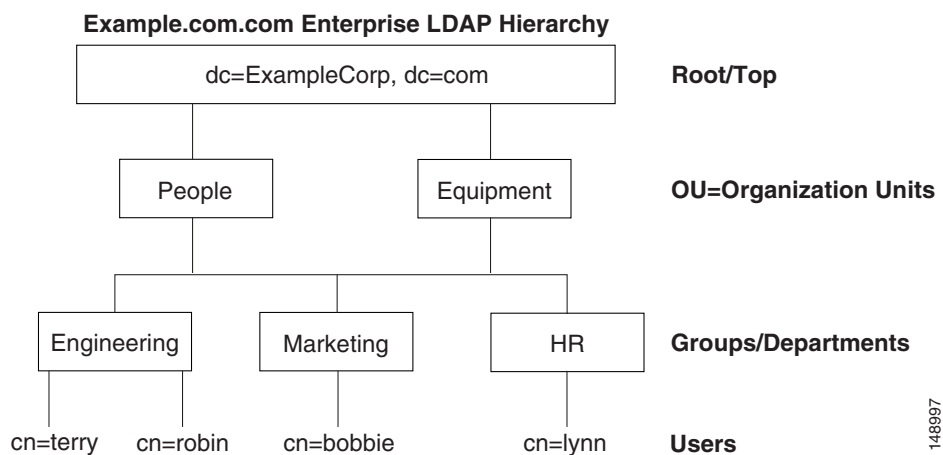 Example.com.com Enterprise LDAP Hierarchy
dc=ExampleCorp, dc=com
Root/Top
People
Equipment
OU=Organization Units
Engineering
Marketing
HR
Groups/Departments
cn=terry
cn=robin
cn=bobbie
cn=lynn
Users
148997